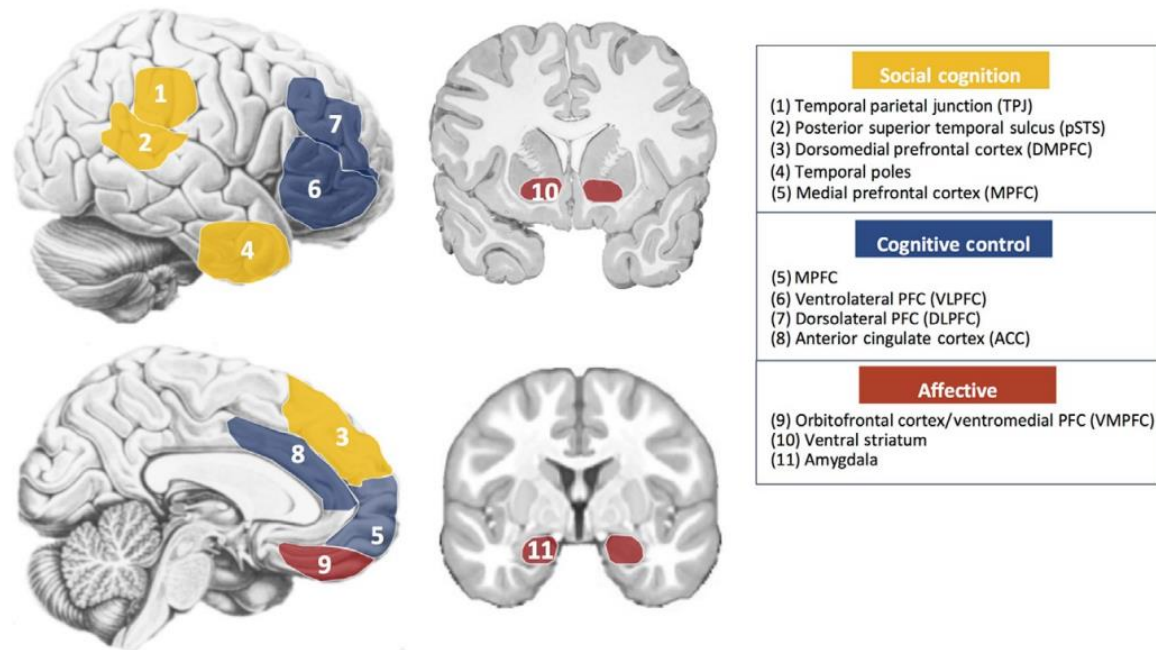 1
2
7
6
4
10
3
8
5
9
11
Social cognition
(1) Temporal parietal junction (TPJ)
(2) Posterior superior temporal sulcus (pSTS)
(3) Dorsomedial prefrontal cortex (DMPFC)
(4) Temporal poles
(5) Medial prefrontal cortex (MPFC)
Cognitive control
(5) MPFC
(6) Ventrolateral PFC (VLPFC)
(7) Dorsolateral PFC (DLPFC)
(8) Anterior cingulate cortex (ACC)
Affective
(9) Orbitofrontal cortex/ventromedial PFC (VMPFC)
(10) Ventral striatum
(11) Amygdala